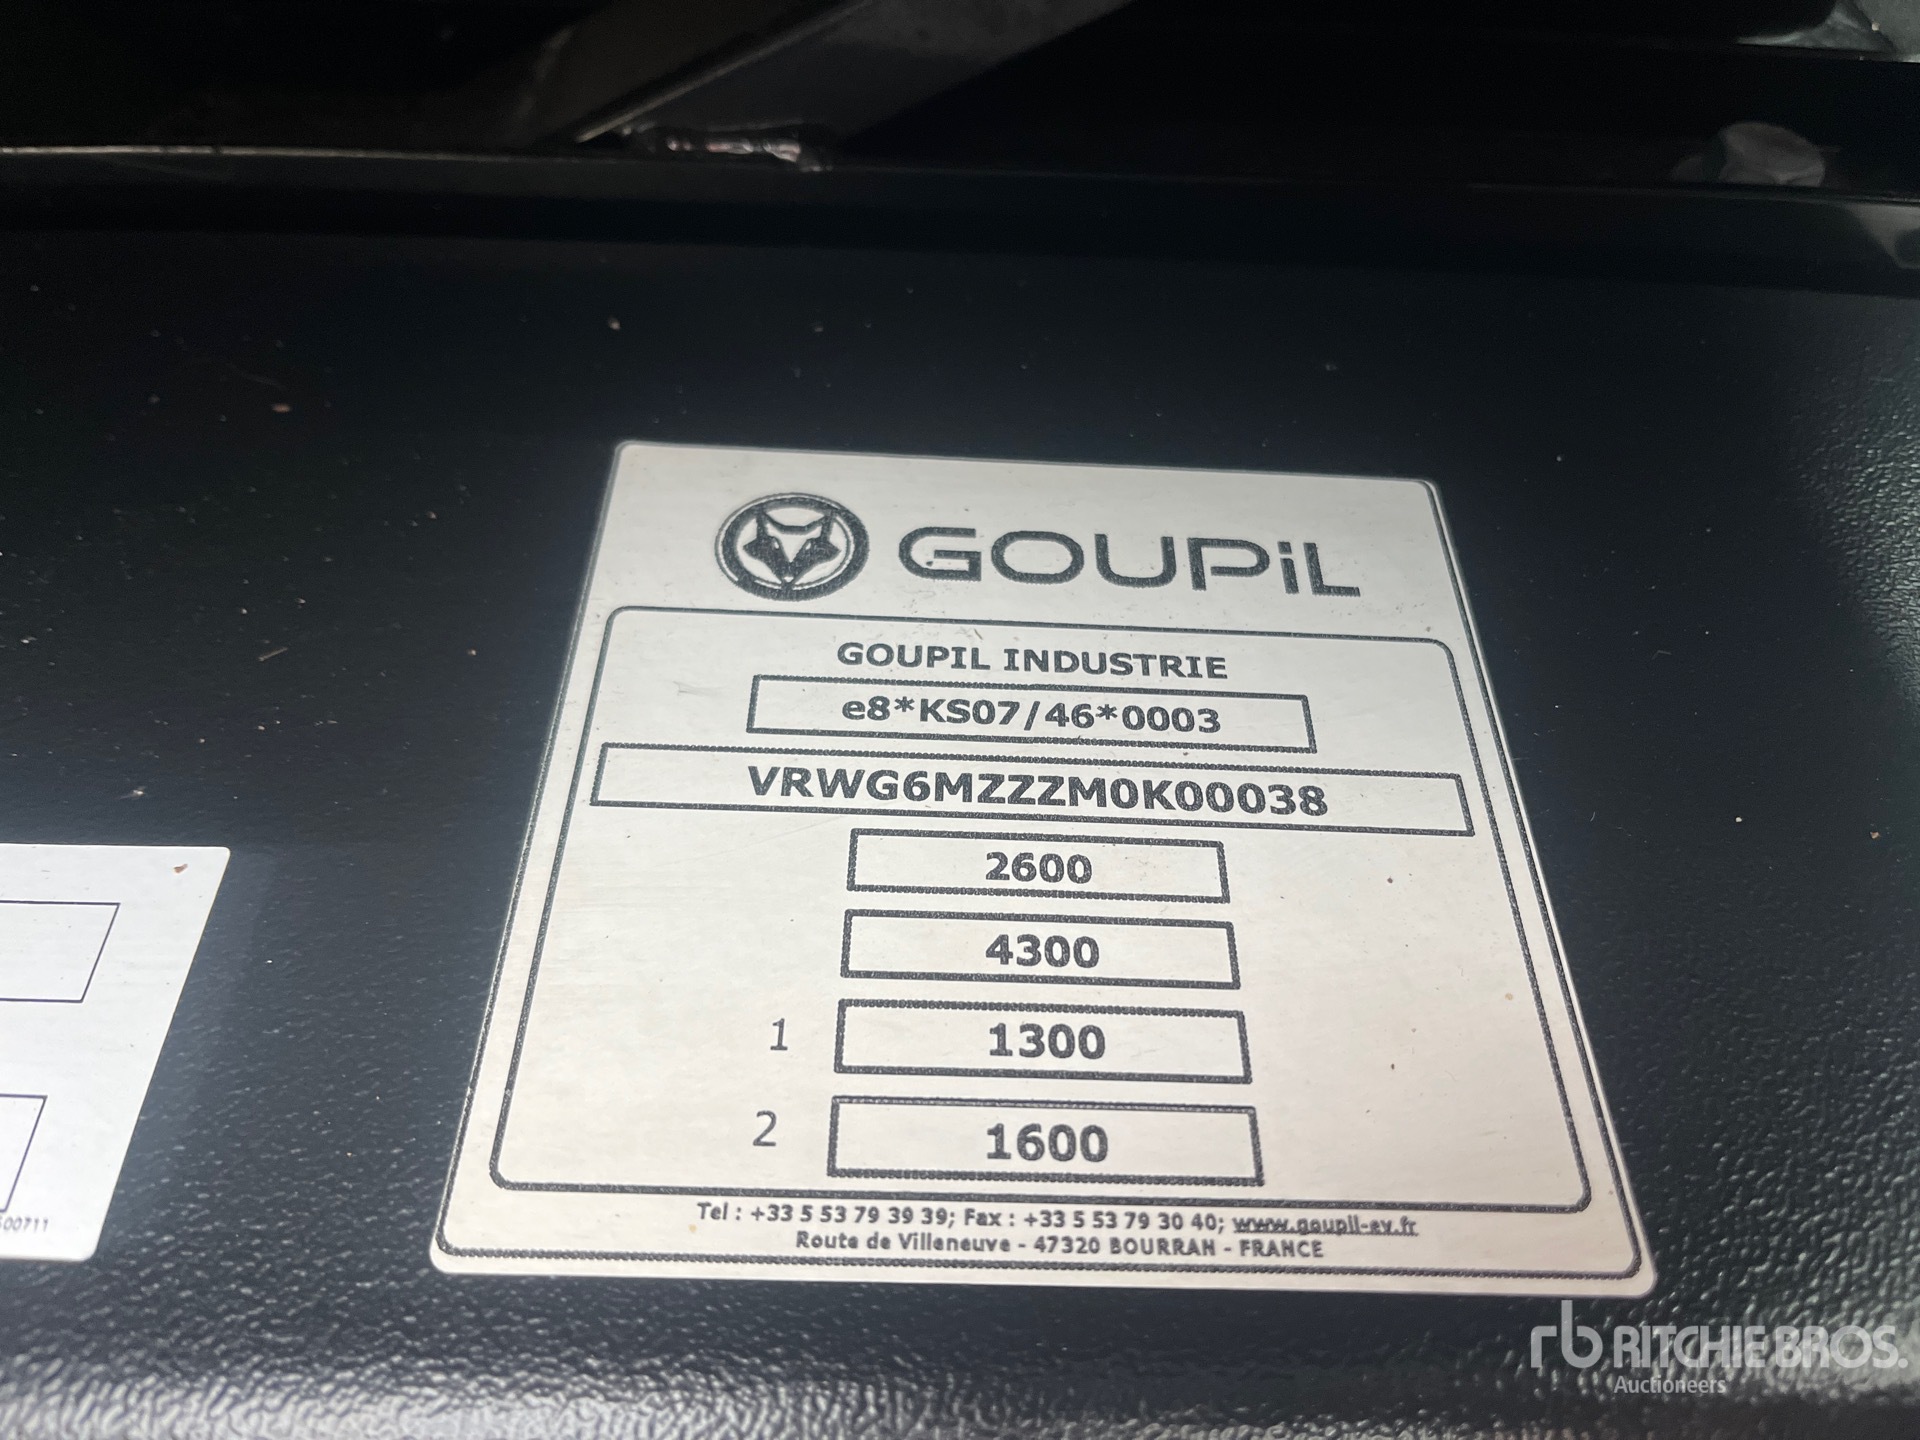 GOUPiL
GOUPIL INDUSTRIE
e8*KS07/46*0003
VRWG6MZZZM0K00038
2600
4300
1 1300
2 1600
Tel : +33 5 53 79 39 39; Fax : +33 5 53 79 30 40; www.goupil-ev.fr
Route de Villeneuve - 47320 BOURRAN - FRANCE
00711
rb RITCHIE BROS.
Auctioneers